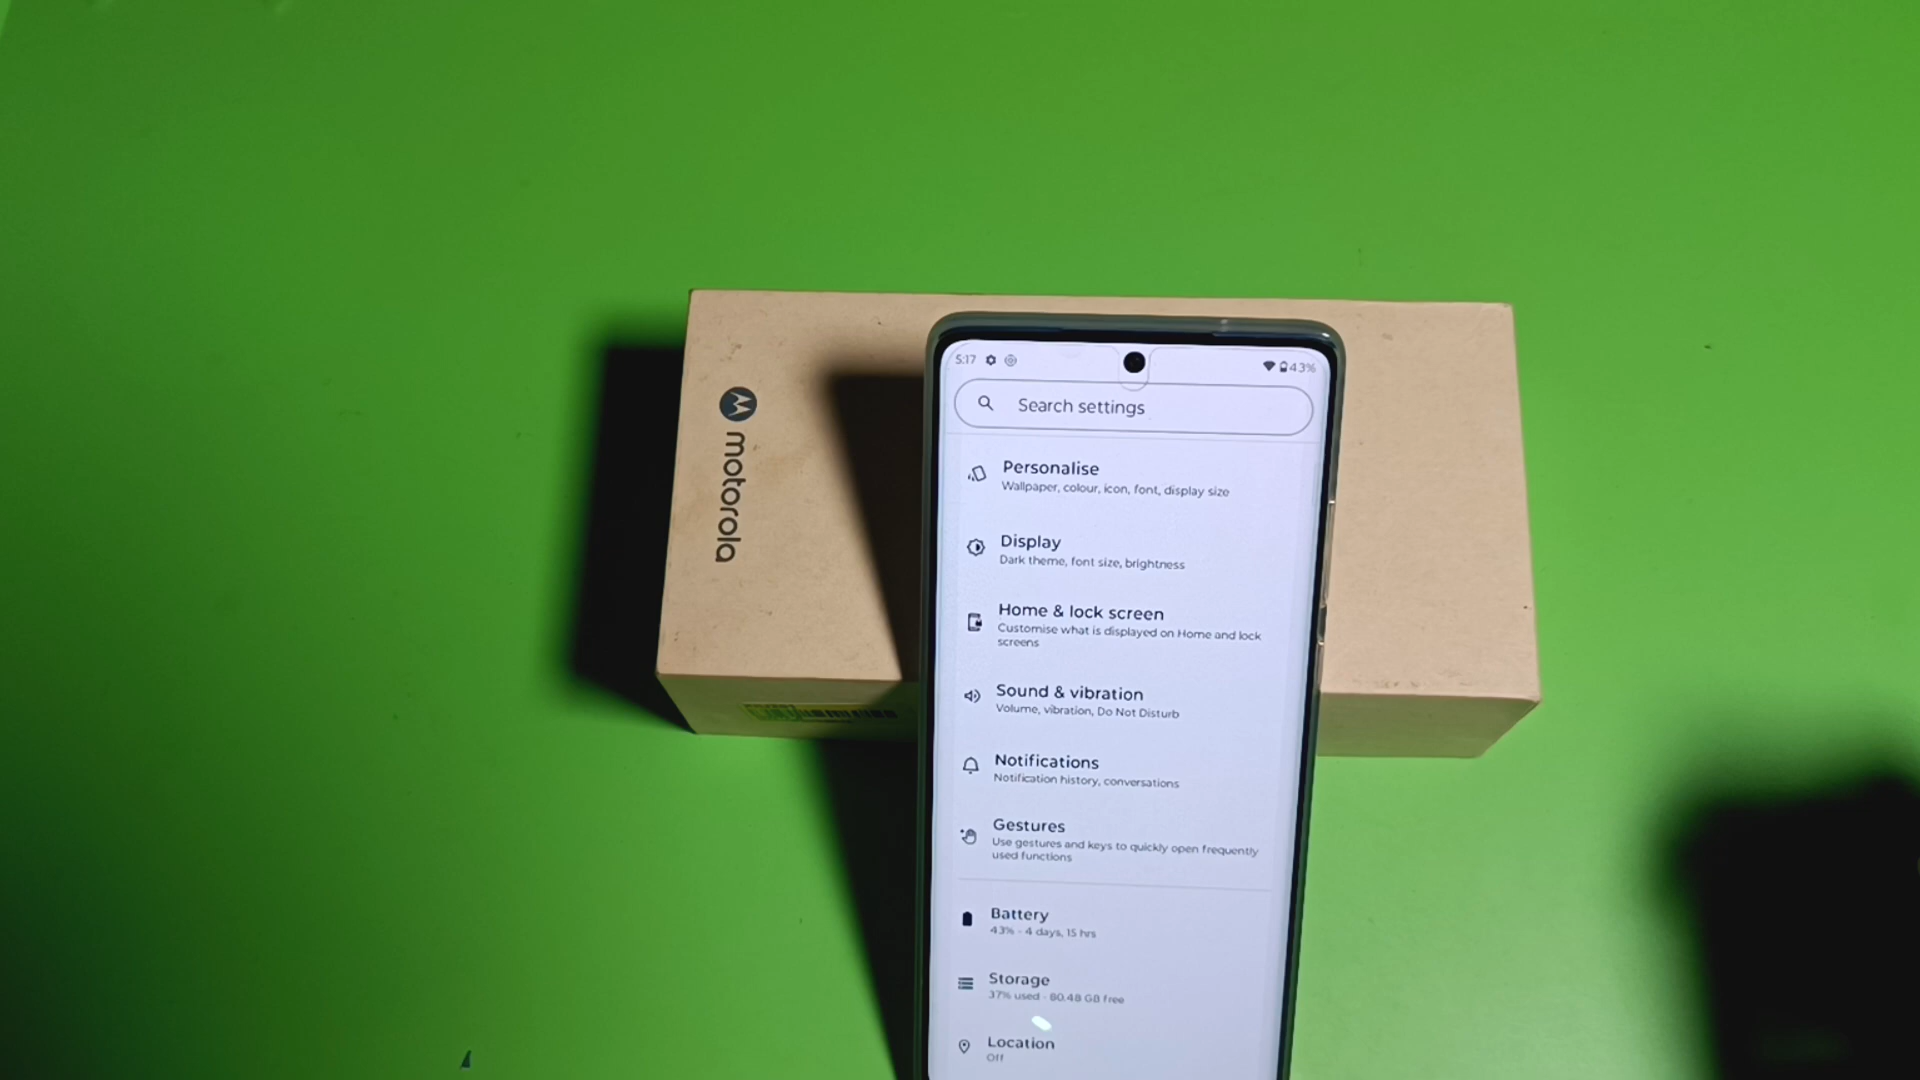 motorola
5:17
43%
Search settings
Personalise
Wallpaper, colour, icon, font, display size
Display
Dark theme, font size, brightness
Home & lock screen
Customise what is displayed on Home and lock
screens
Sound & vibration
Volume, vibration, Do Not Disturb
Notifications
Notification history, conversations
Gestures
Use gestures and keys to quickly open frequently
used functions
Battery
43% - 4 days, 15 hrs
Storage
37% used - 80.48 GB free
Location
Off